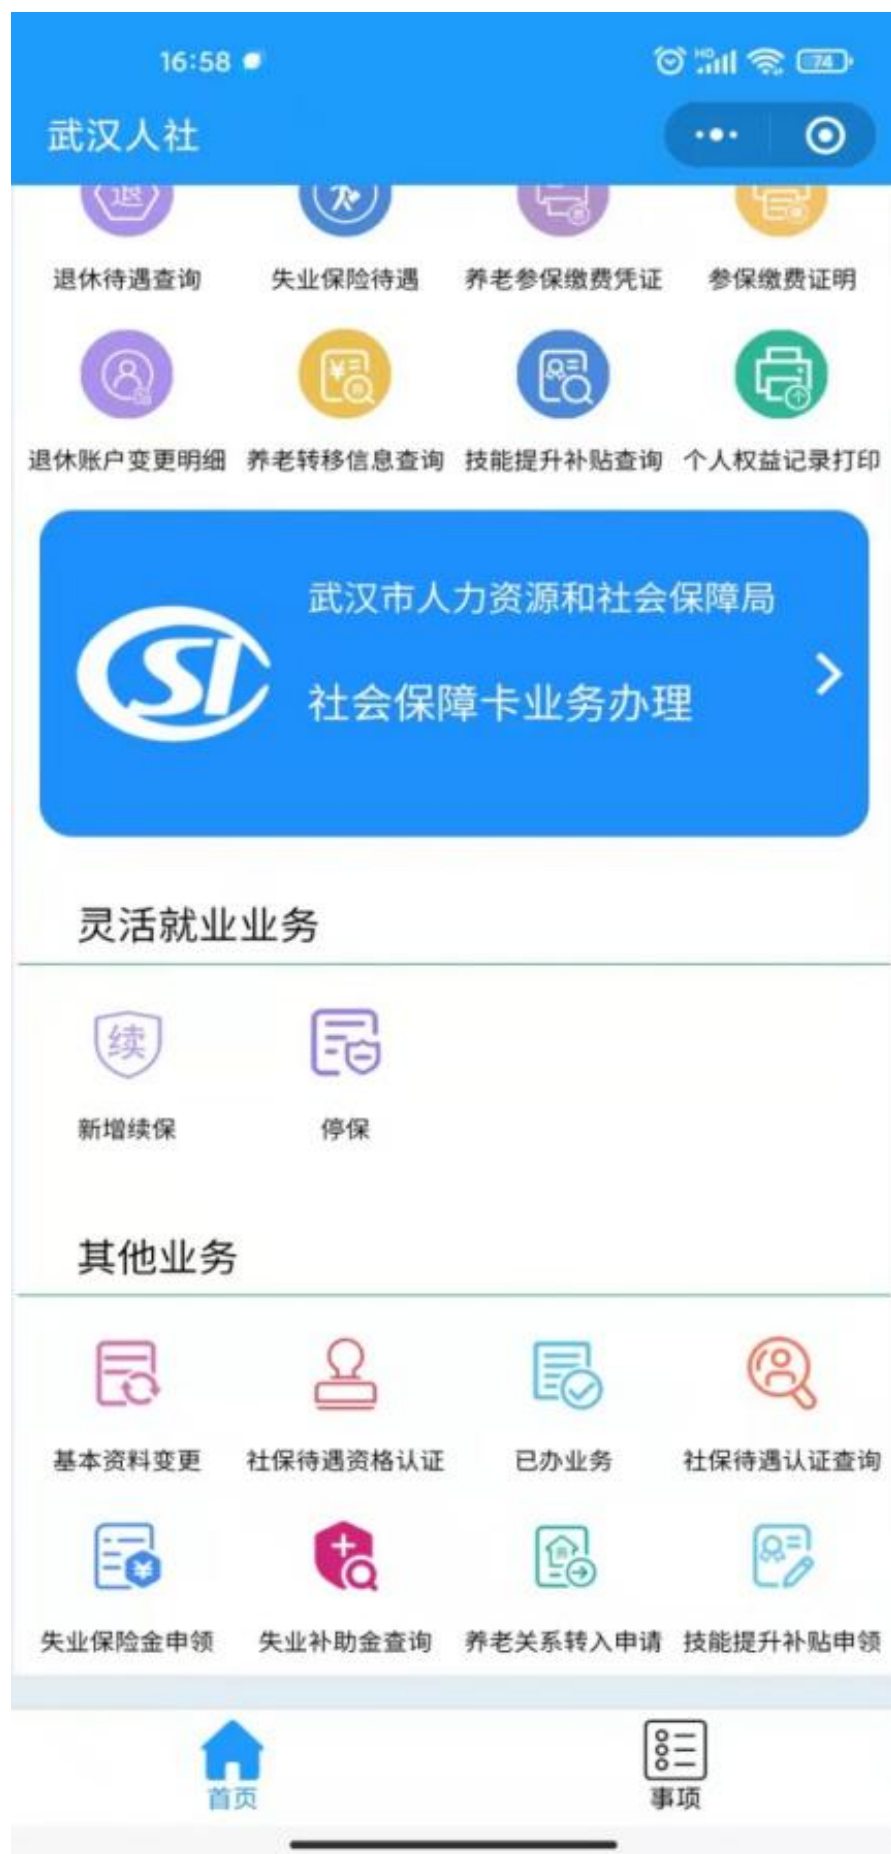 16:58 HD 74
武汉人社
退
退休待遇查询 失业保险待遇 养老参保缴费凭证 参保缴费证明
退休账户变更明细 养老转移信息查询 技能提升补贴查询 个人权益记录打印
武汉市人力资源和社会保障局
社会保障卡业务办理
灵活就业业务
续
新增续保 停保
其他业务
基本资料变更 社保待遇资格认证 已办业务 社保待遇认证查询
失业保险金申领 失业补助金查询 养老关系转入申请 技能提升补贴申领
首页 事项